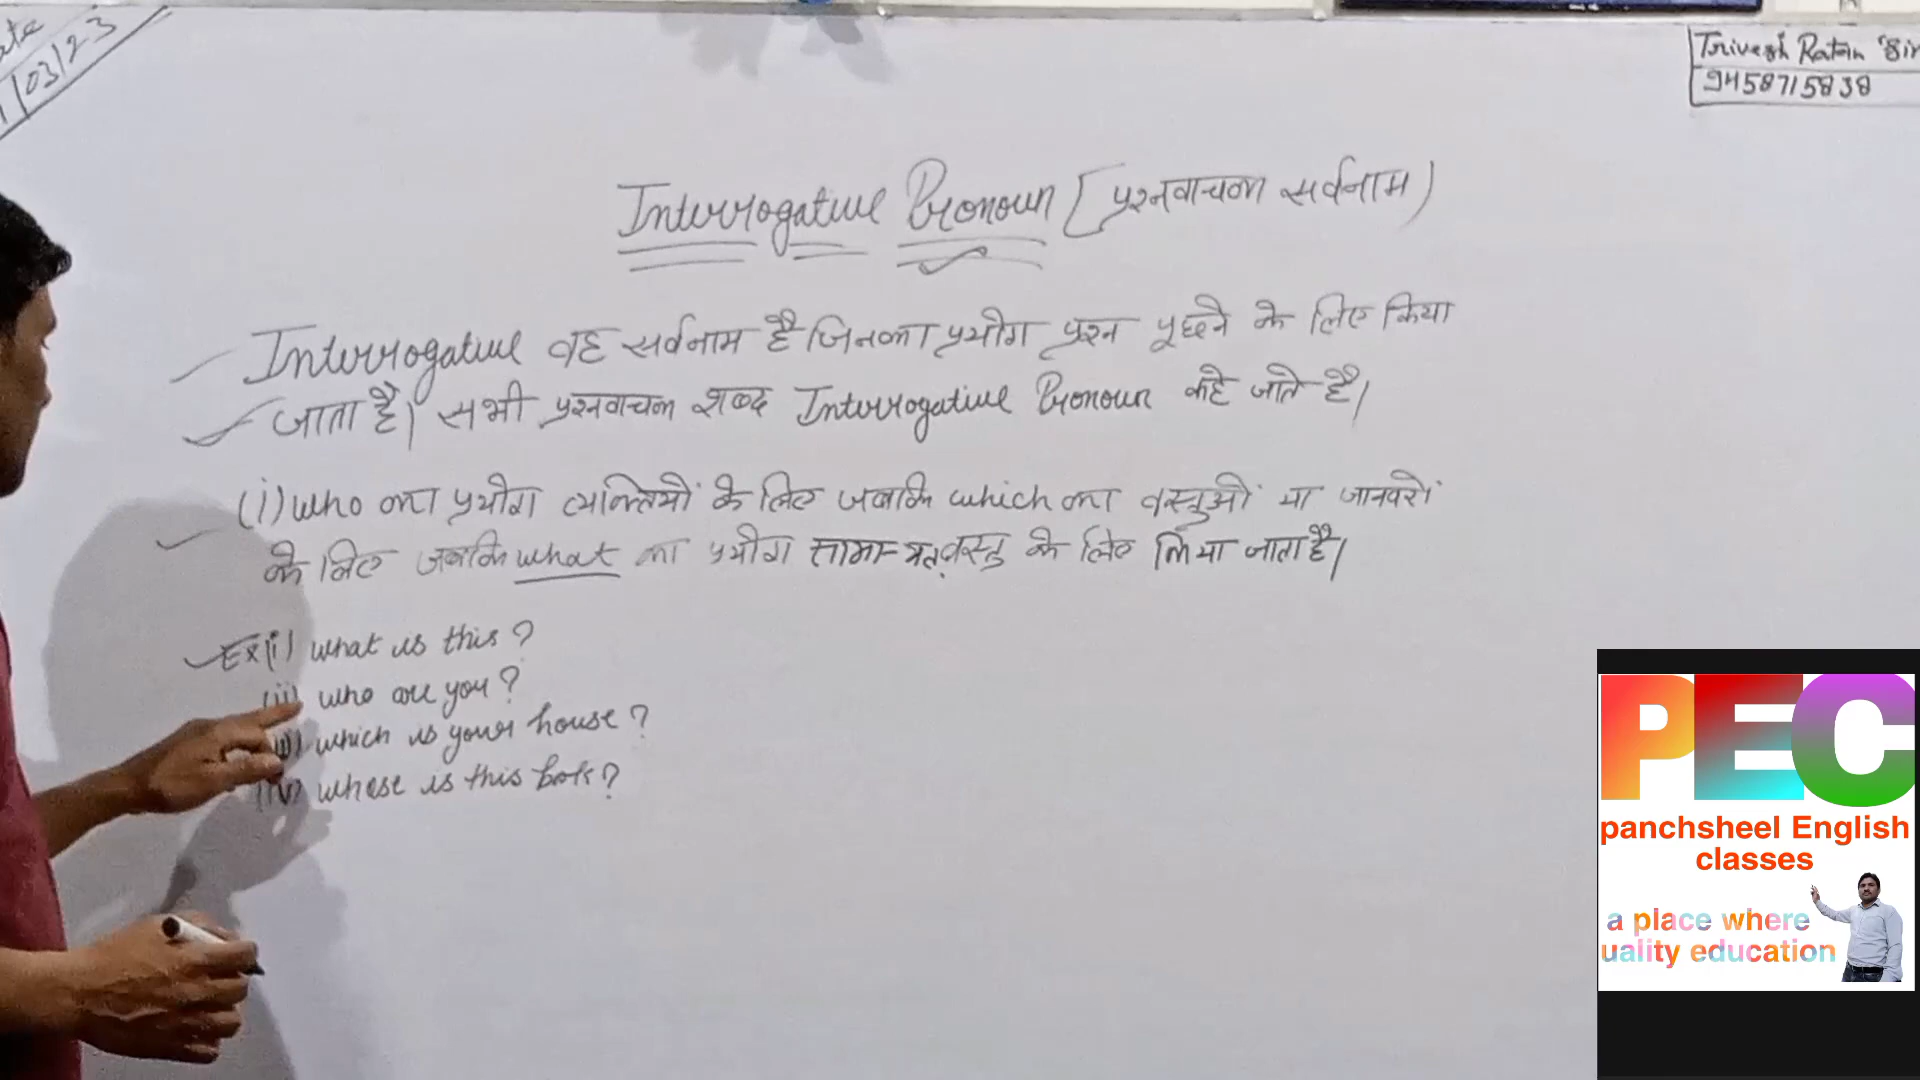 /03/23
Trivesh Ratan Sir
9458715838
Interrogative Pronoun [प्रश्नवाचक सर्वनाम)
Interrogative वह सर्वनाम है जिनका प्रयोग प्रश्न पूछने के लिए किया
जाता है। सभी प्रश्नवाचक शब्द Interrogative Pronoun कहे जाते है।
(i) who का प्रयोग व्यक्तियों के लिए जबकि which का वस्तुओं या जानवरों
के लिए जबकि what का प्रयोग वस्तु के लिए किया जाता है।
Ex(i) what is this?
(ii) who are you?
(iii) which is your house?
(iv) whose is this book?
PEC
panchsheel English
classes
a place where
uality education